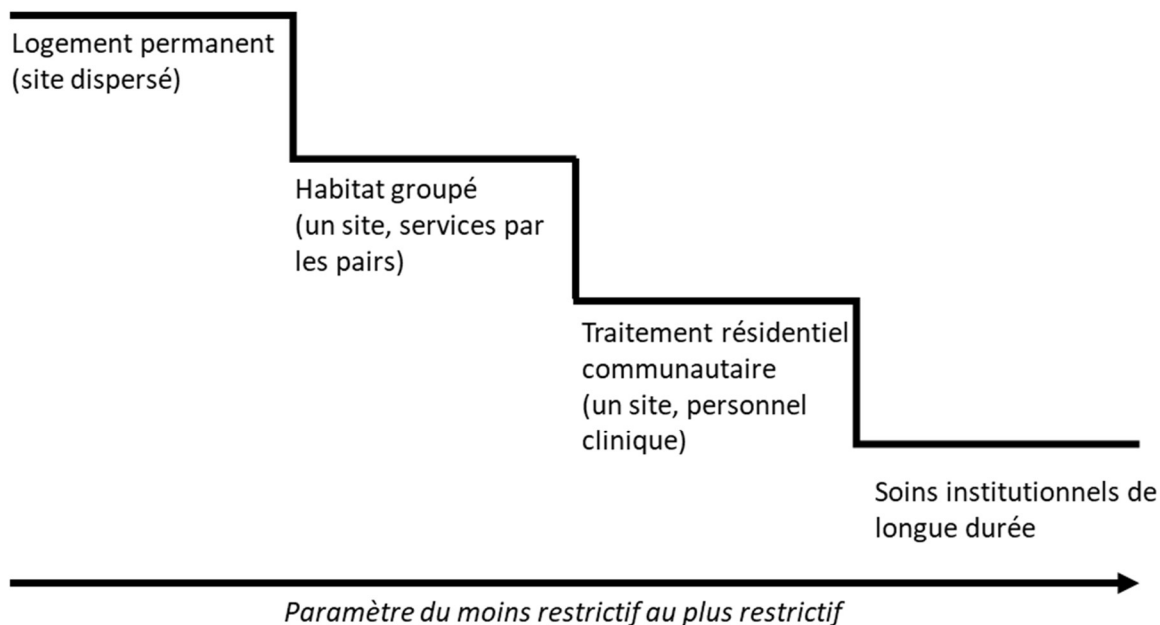 Logement permanent
(site dispersé)
Habitat groupé
(un site, services par
les pairs)
Traitement résidentiel
communautaire
(un site, personnel
clinique)
Soins institutionnels de
longue durée
Paramètre du moins restrictif au plus restrictif